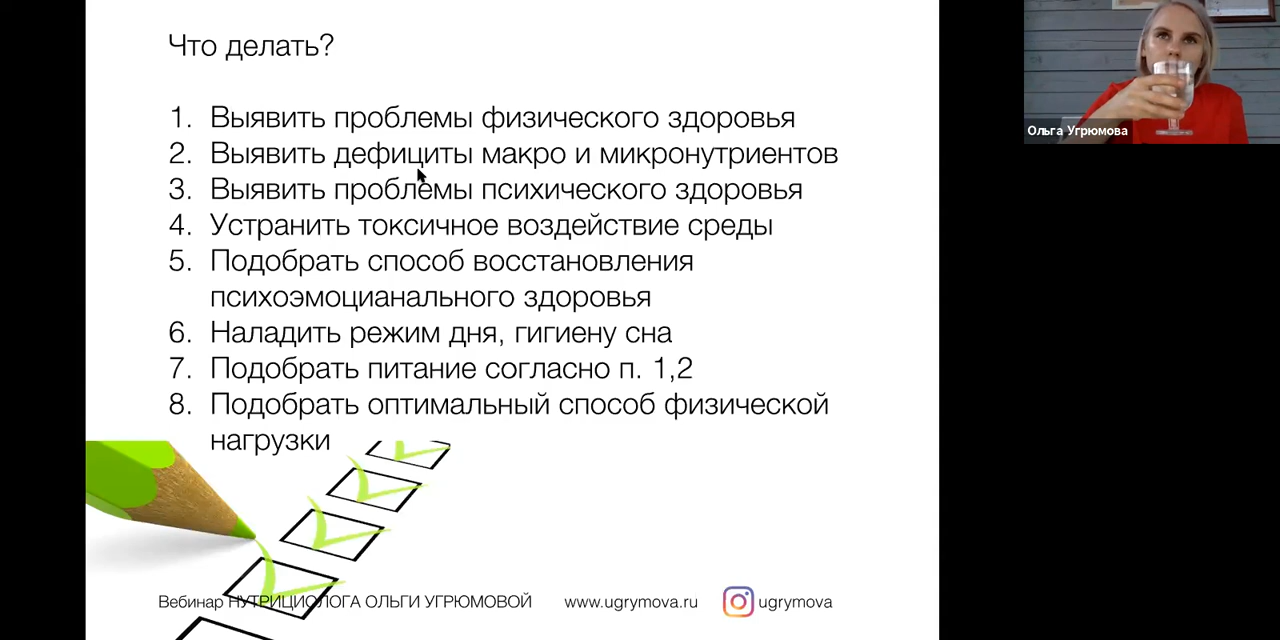 Что делать?
1. Выявить проблемы физического здоровья
2. Выявить дефициты макро и микронутриентов
3. Выявить проблемы психического здоровья
4. Устранить токсичное воздействие среды
5. Подобрать способ восстановления
психоэмоцианального здоровья
6. Наладить режим дня, гигиену сна
7. Подобрать питание согласно п. 1,2
8. Подобрать оптимальный способ физической
нагрузки
Вебинар НУТРИЦИОЛОГА ОЛЬГИ УГРЮМОВОЙ www.ugrymova.ru ugrymova
Ольга Угрюмова